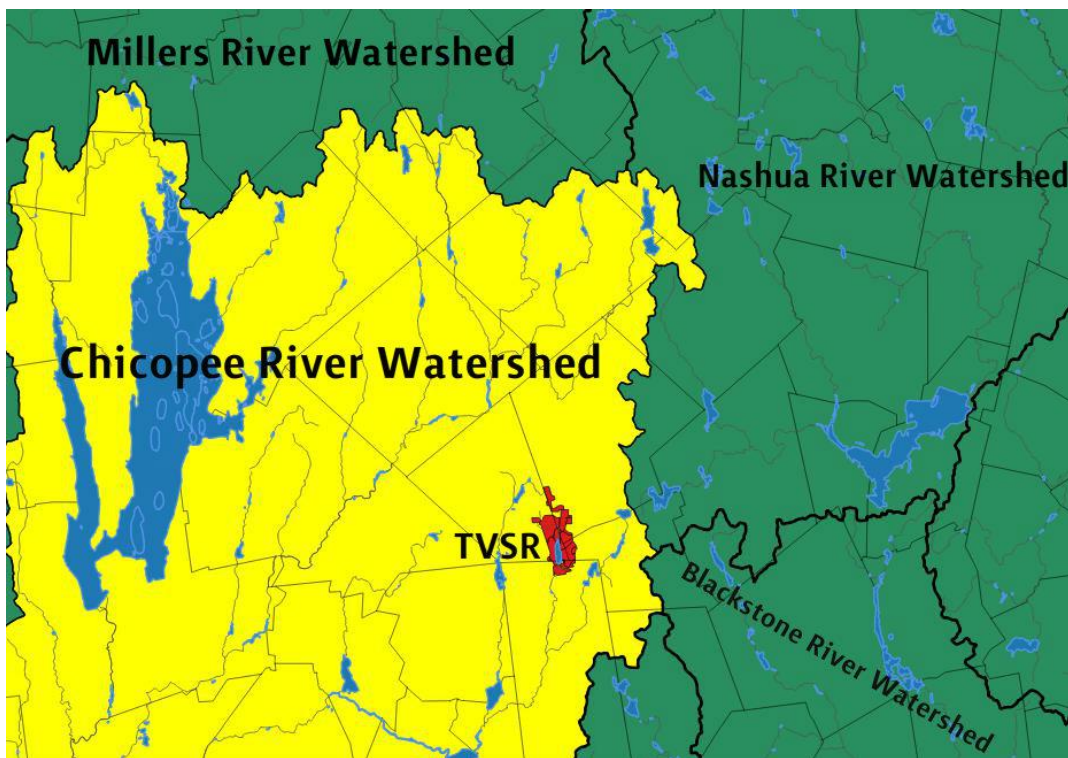 Millers River Watershed
Nashua River Watershed
Chicopee River Watershed
TVSR
Blackstone River Watershed